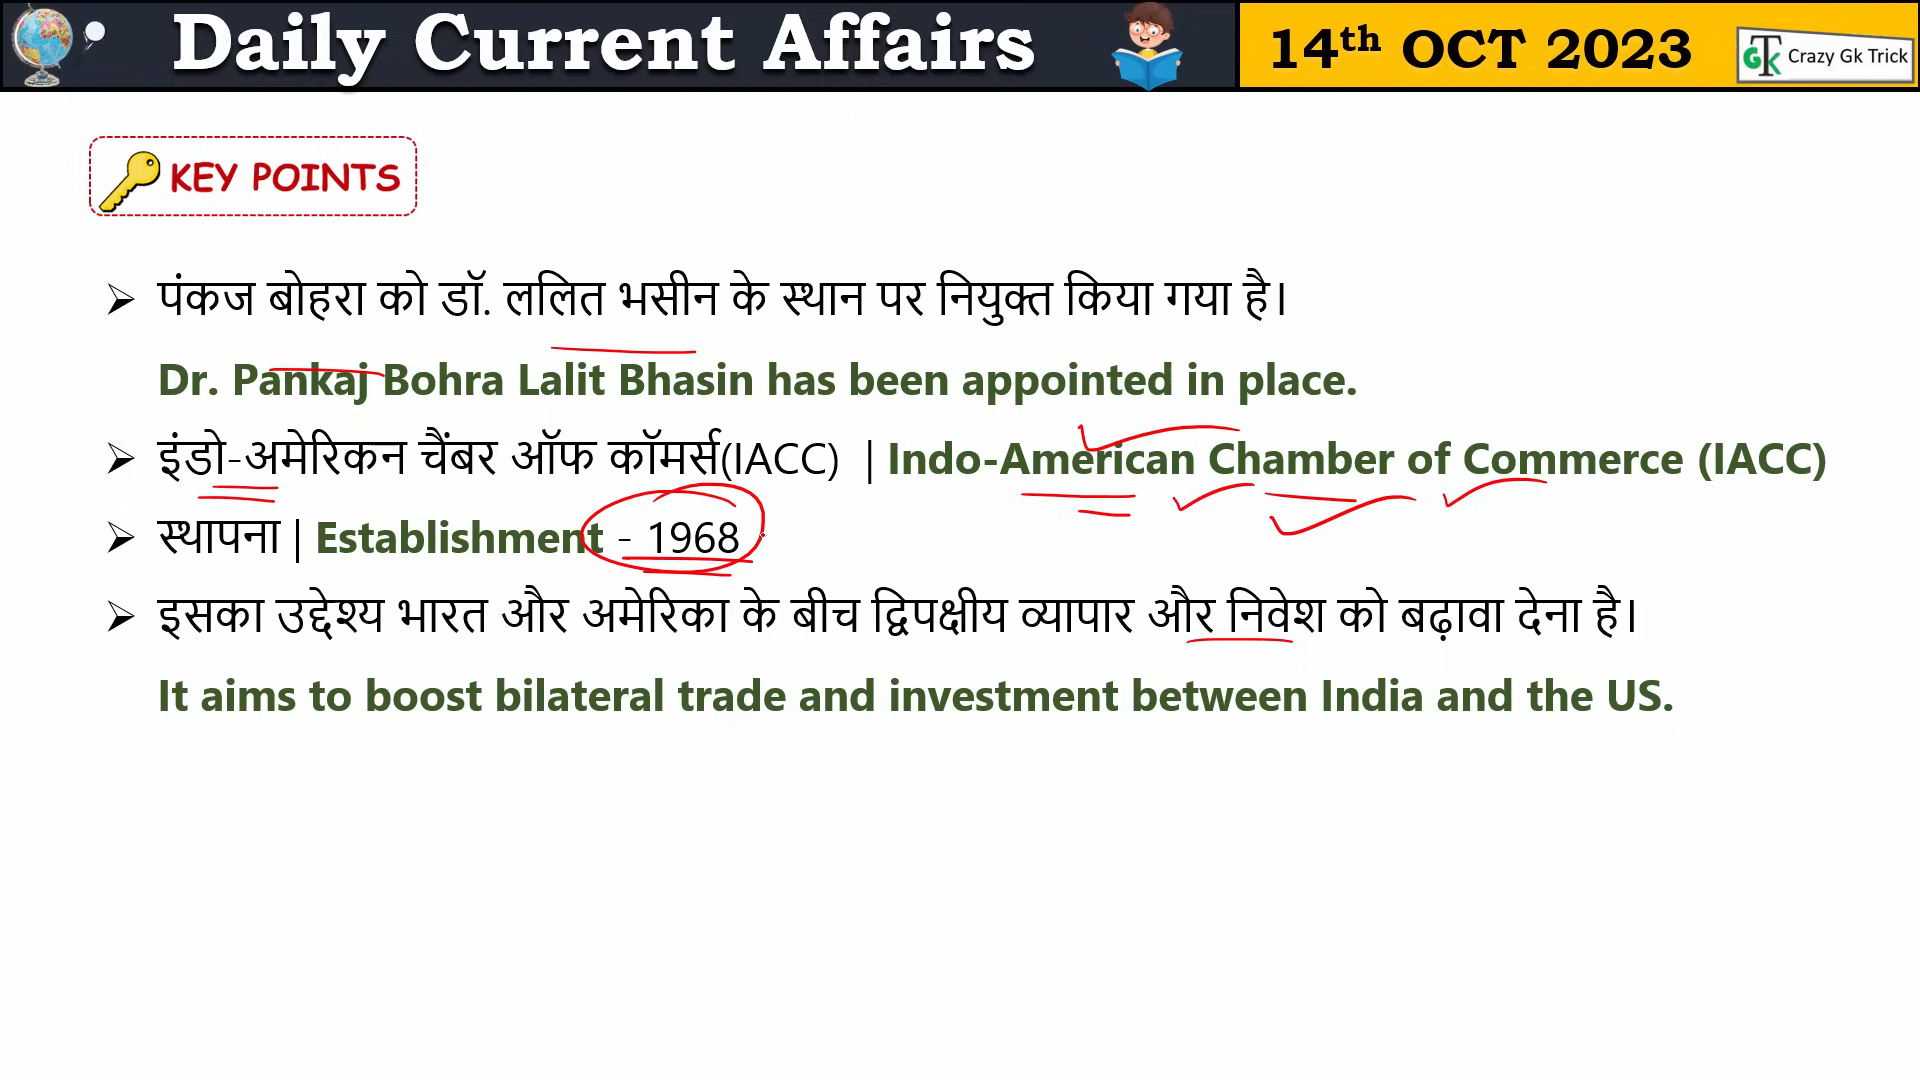 Daily Current Affairs
14th OCT 2023
GTK Crazy Gk Trick
KEY POINTS
पंकज बोहरा को डॉ. ललित भसीन के स्थान पर नियुक्त किया गया है।
Dr. Pankaj Bohra Lalit Bhasin has been appointed in place.
इंडो-अमेरिकन चैंबर ऑफ कॉमर्स(IACC) | Indo-American Chamber of Commerce (IACC)
स्थापना | Establishment - 1968
इसका उद्देश्य भारत और अमेरिका के बीच द्विपक्षीय व्यापार और निवेश को बढ़ावा देना है।
It aims to boost bilateral trade and investment between India and the US.